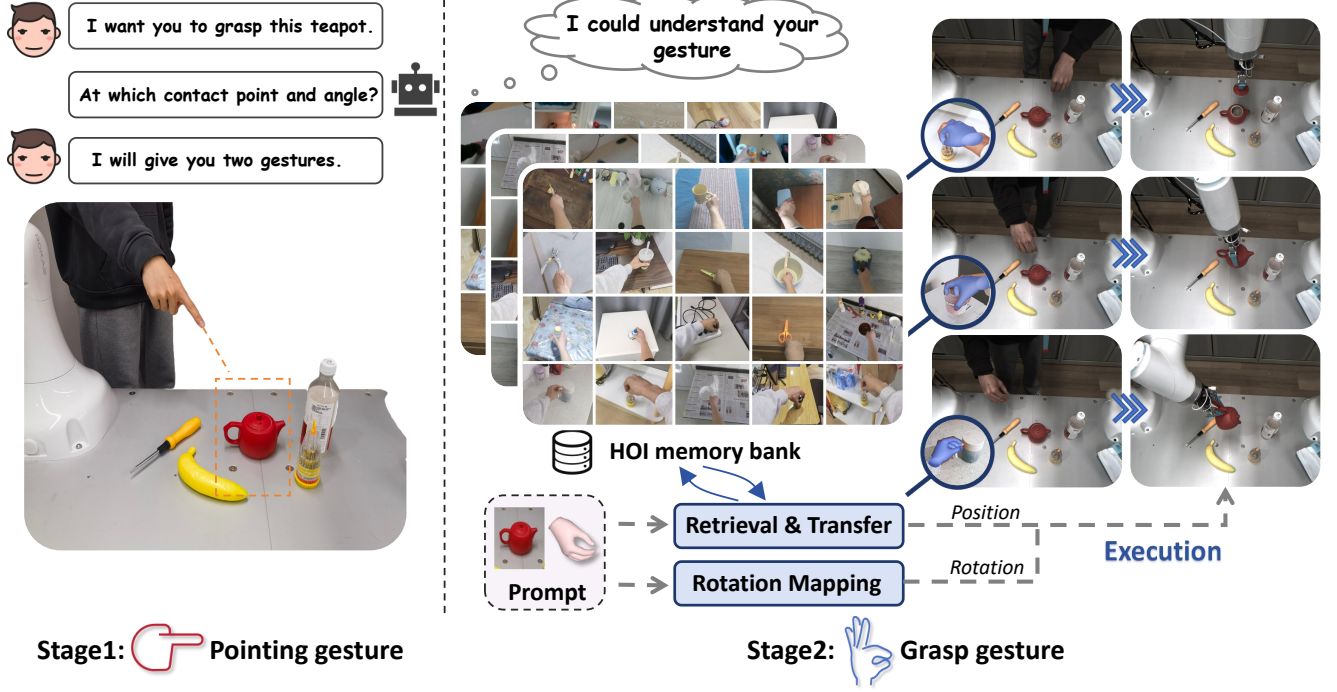 I want you to grasp this teapot.
At which contact point and angle?
I will give you two gestures.
Stage1:
Pointing gesture
I could understand your
gesture
HOI memory bank
Prompt
Retrieval & Transfer
Rotation Mapping
Position
Rotation
Execution
Stage2:
Grasp gesture